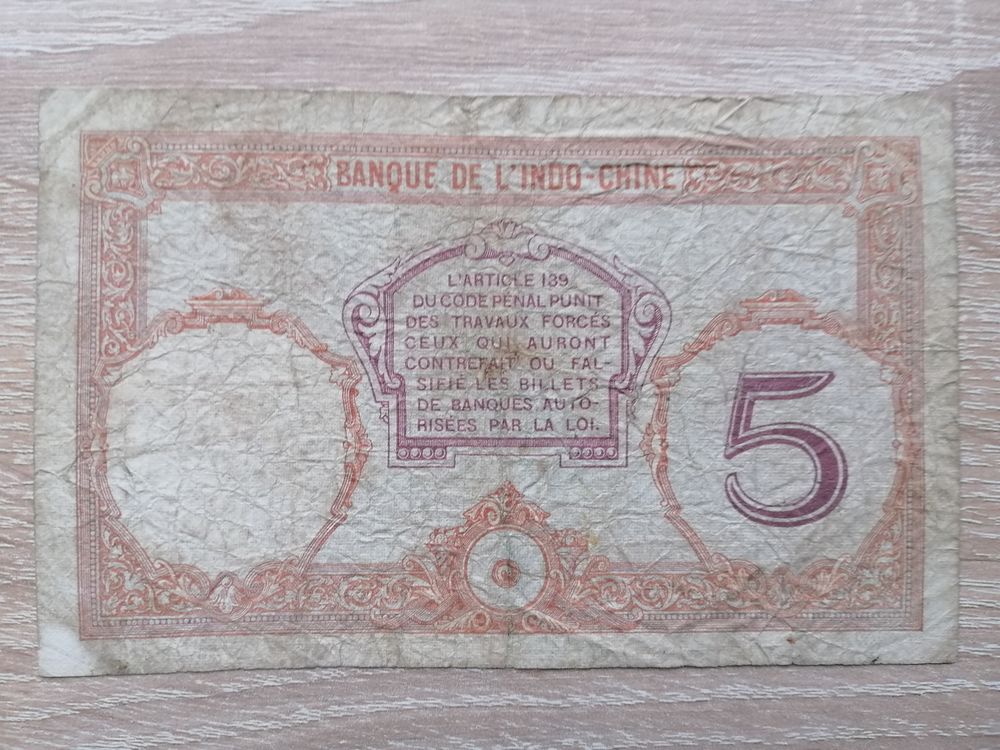 BANQUE DE L'INDO-CHINE
L'ARTICLE 139
DU CODE PÉNAL PUNIT
DES TRAVAUX FORCÉS
CEUX QUI AURONT
CONTREFAIT OU FAL-
SIFIÉ LES BILLETS
DE BANQUES AUTO-
RISÉES PAR LA LOI.
5